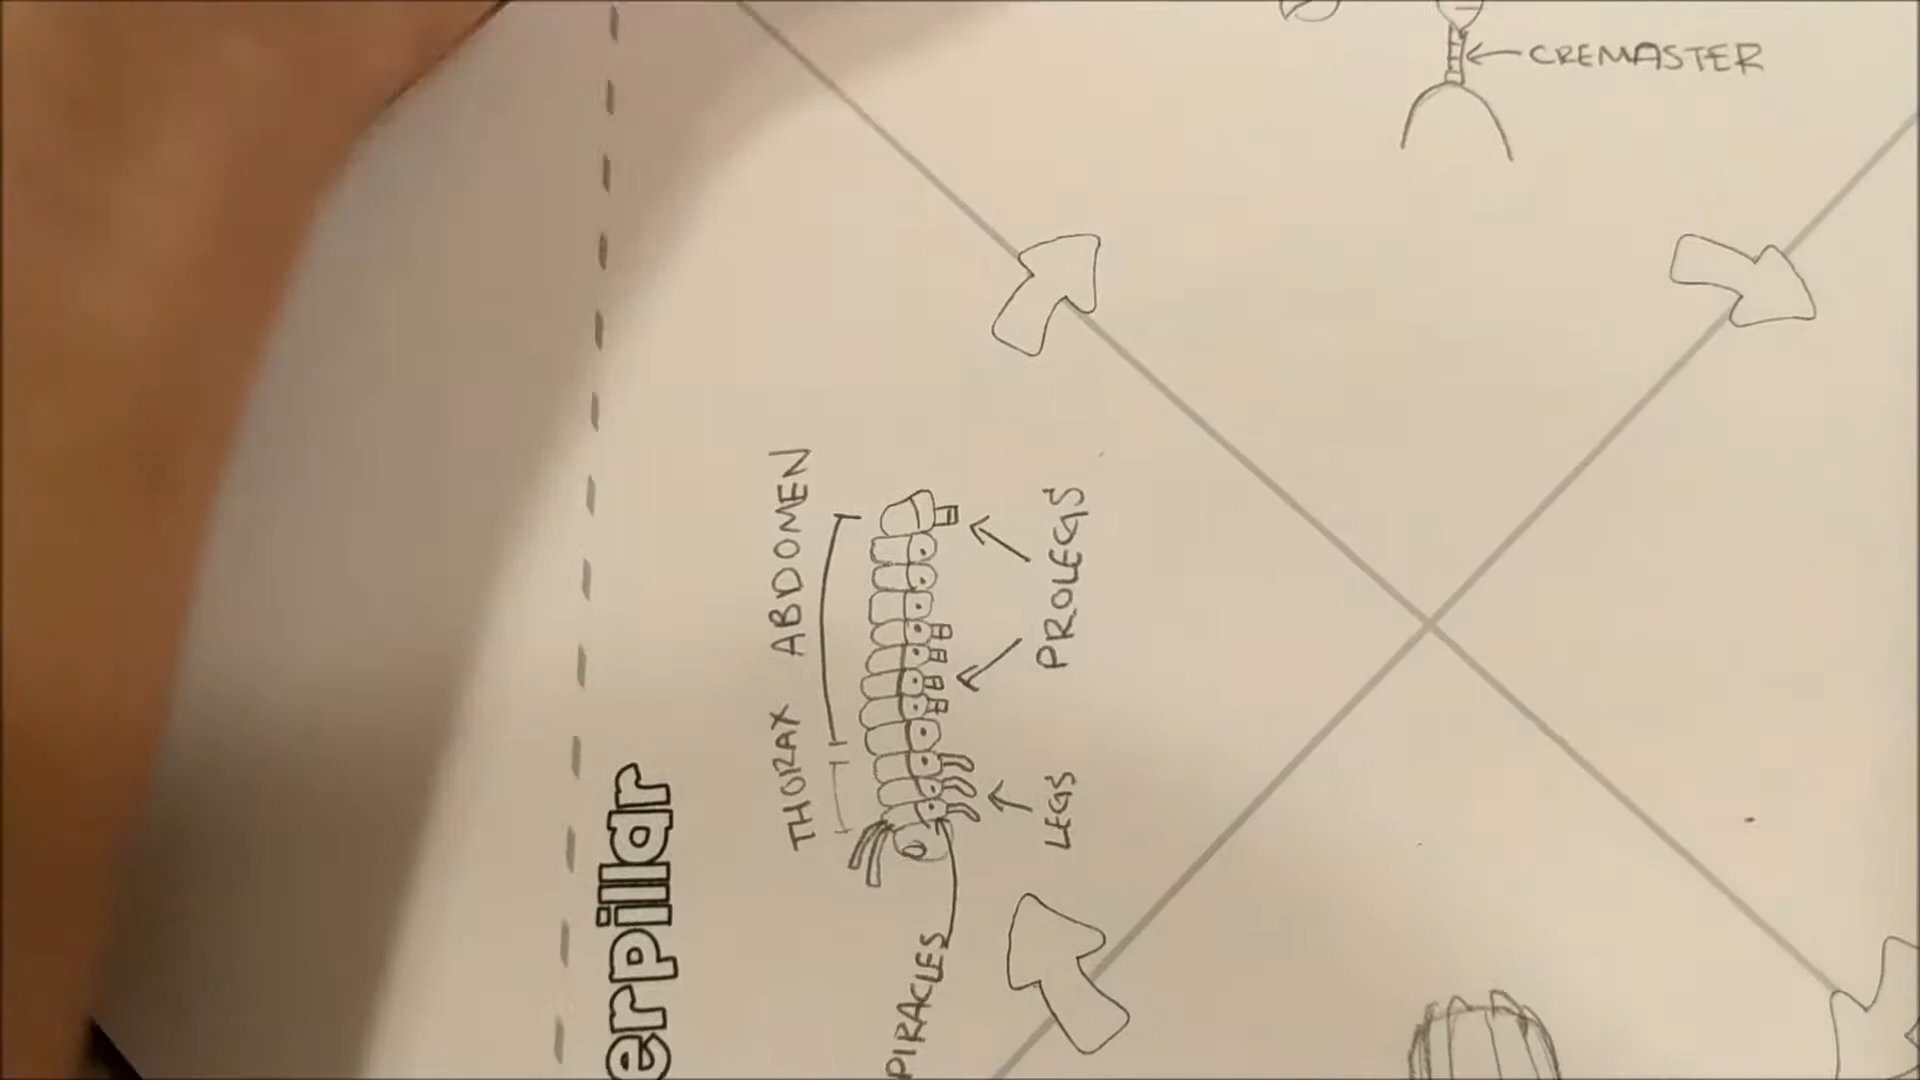 CREMASTER
THORAX ABDOMEN
PROLEGS
LEGS
PIRACLES
erpillar